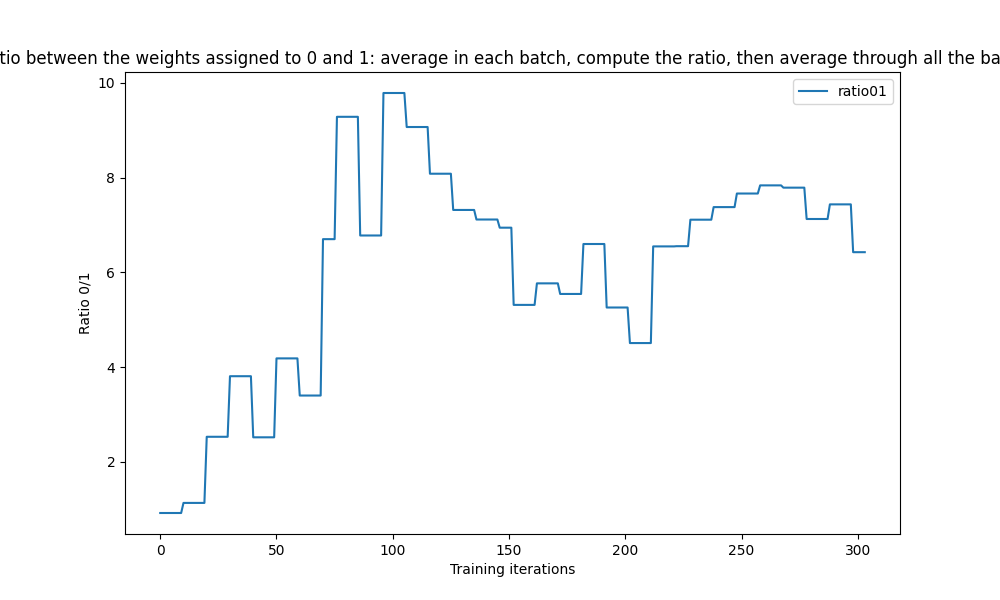 tio between the weights assigned to 0 and 1: average in each batch, compute the ratio, then average through all the ba
ratio01
10
8
6
4
2
Ratio 0/1
0 50 100 150 200 250 300
Training iterations